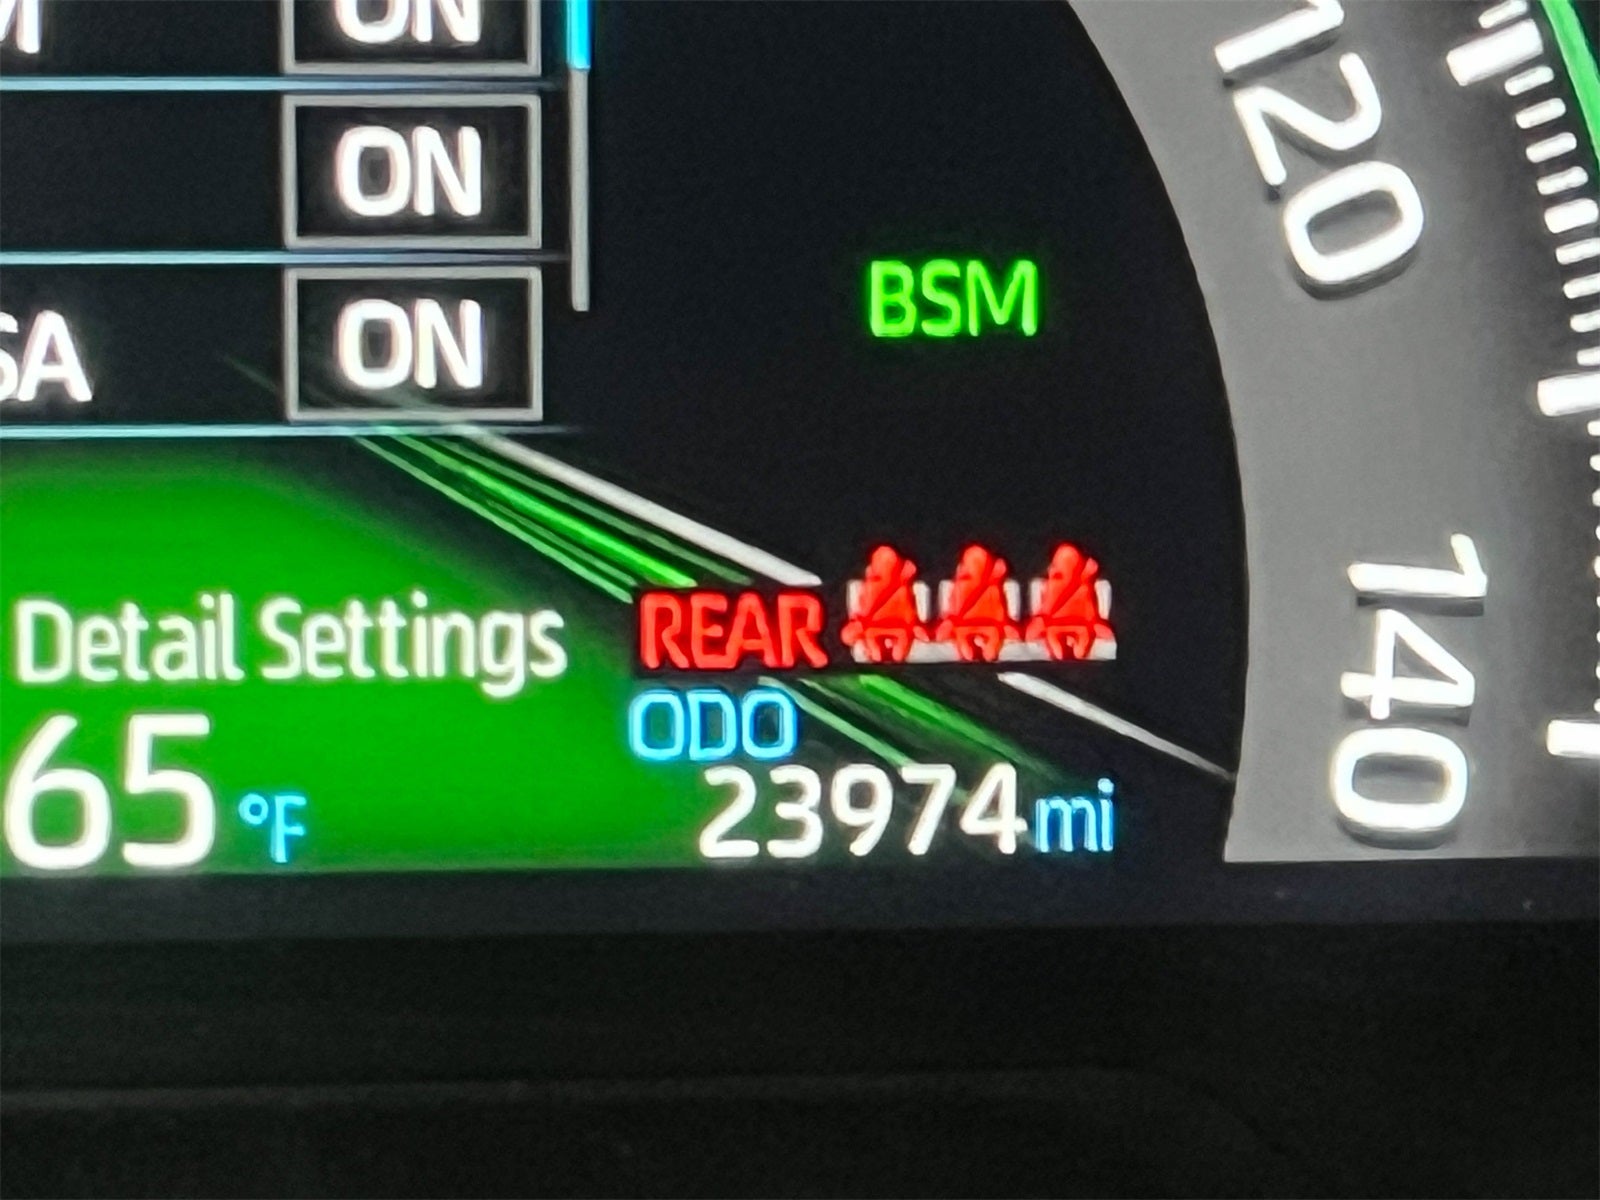 ON
ON
SA ON
BSM
120
140
Detail Settings
REAR
ODO
65 °F
23974 mi